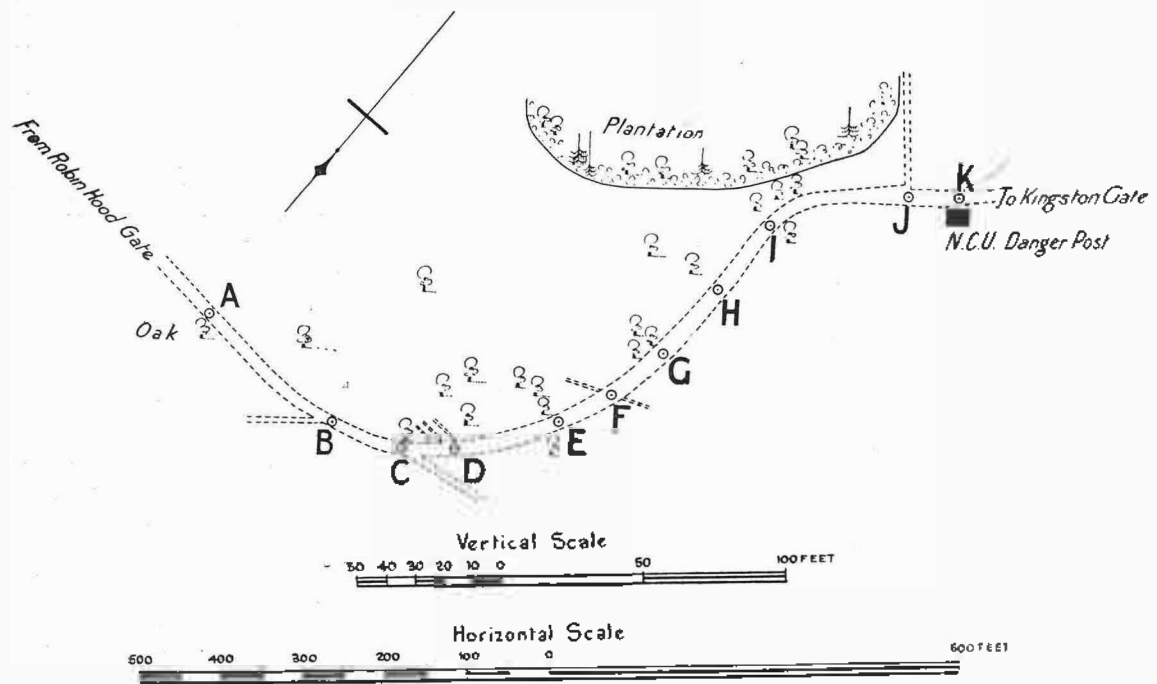 From Robin Hood Gate
Plantation
K
To Kingston Gate
J
N.C.U. Danger Post
I
A
Oak
H
G
F
B
E
C
D
Vertical Scale
50 40 30 20 10 0 50 100 FEET
Horizontal Scale
500 400 300 200 100 0 500 FEET